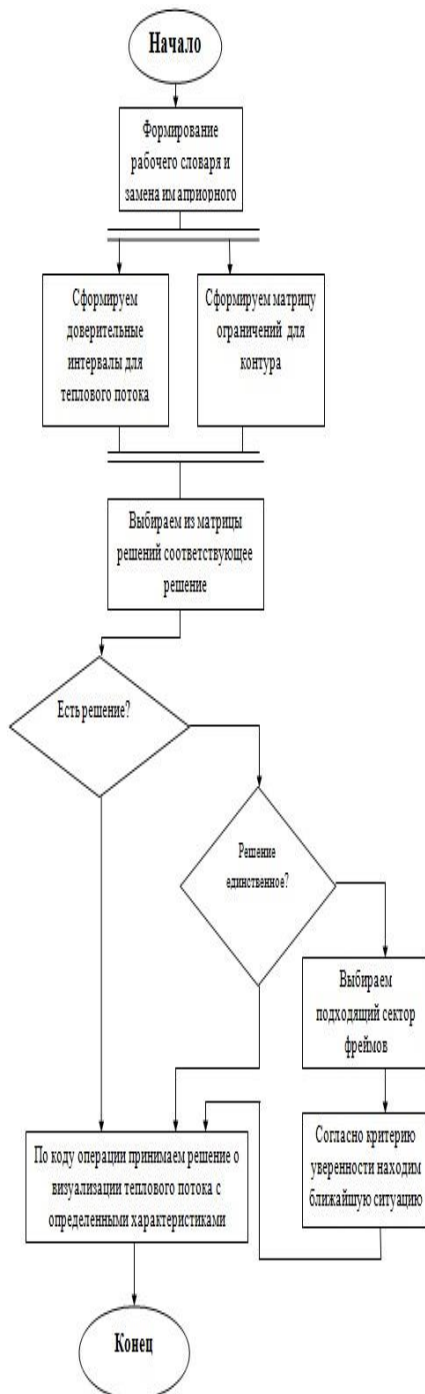 Начало
Формирование
рабочего словаря и
замена им априорного
Сформируем
доверительные
интервалы для
теплового потока
Сформируем матрицу
ограничений для
контура
Выбираем из матрицы
решений соответствующее
решение
Есть решение?
Решение
единственное?
Выбираем
подходящий сектор
фреймов
Согласно критерию
уверенности находим
ближайшую ситуацию
По коду операции принимаем решение о
визуализации теплового потока с
определенными характеристиками
Конец